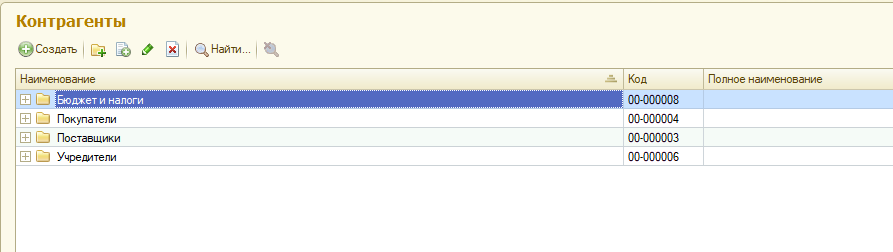 Контрагенты
Создать Найти...
Наименование Код Полное наименование
Бюджет и налоги 00-000008
Покупатели 00-000004
Поставщики 00-000003
Учредители 00-000006